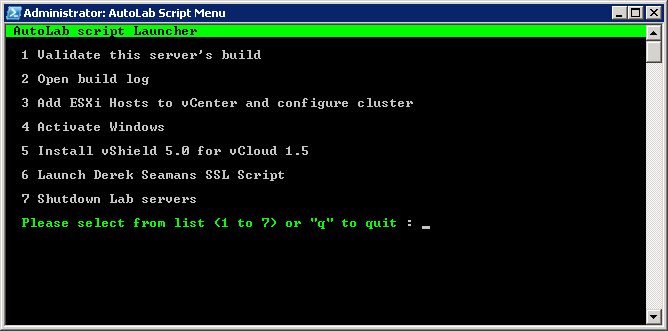 Administrator: AutoLab Script Menu
AutoLab script Launcher
1 Validate this server's build
2 Open build log
3 Add ESXi Hosts to vCenter and configure cluster
4 Activate Windows
5 Install vShield 5.0 for vCloud 1.5
6 Launch Derek Seamans SSL Script
7 Shutdown Lab servers
Please select from list (1 to 7) or "q" to quit : _